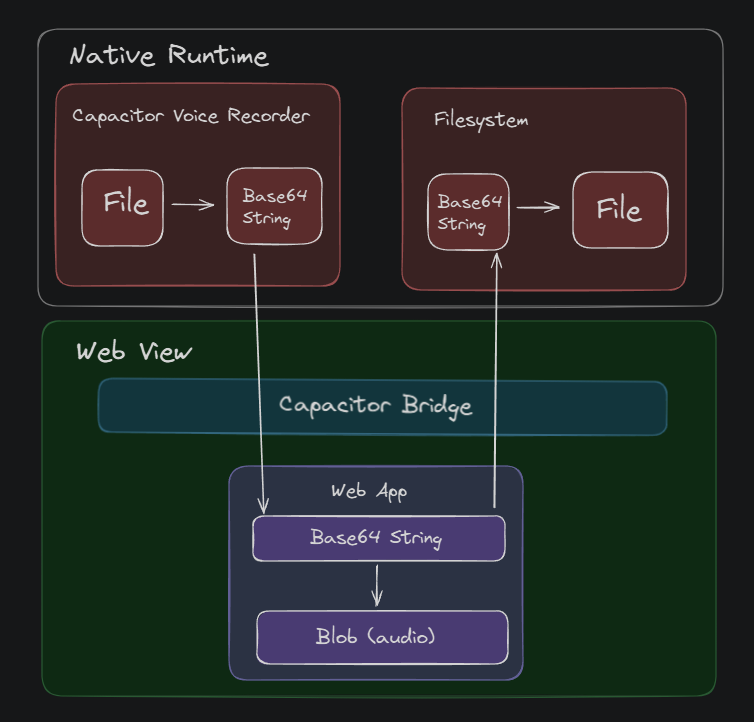 Native Runtime
Capacitor Voice Recorder
File
Base64
String
Filesystem
Base64
String
File
Web View
Capacitor Bridge
Web App
Base64 String
Blob (audio)